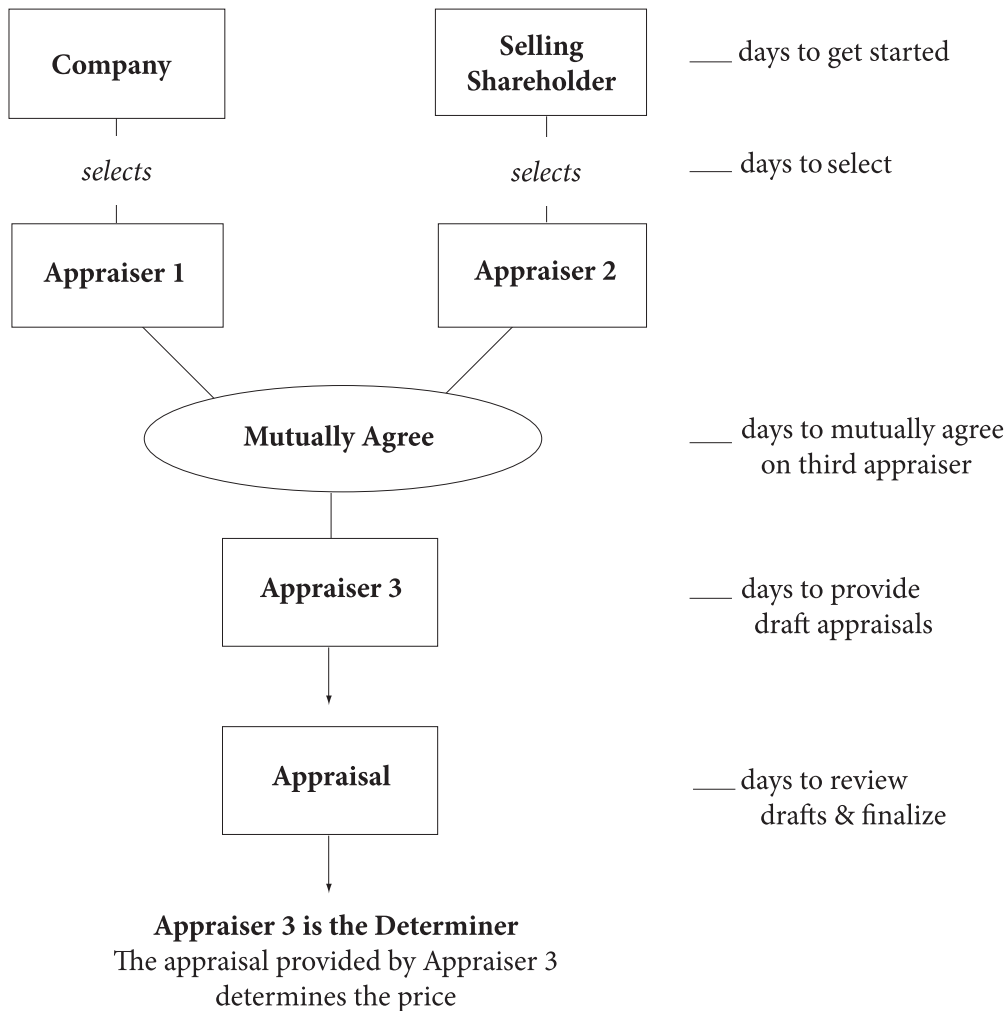 Company
Selling
Shareholder
___ days to get started
selects
selects
___ days to select
Appraiser 1
Appraiser 2
Mutually Agree
___ days to mutually agree
on third appraiser
Appraiser 3
___ days to provide
draft appraisals
Appraisal
___ days to review
drafts & finalize
Appraiser 3 is the Determiner
The appraisal provided by Appraiser 3
determines the price